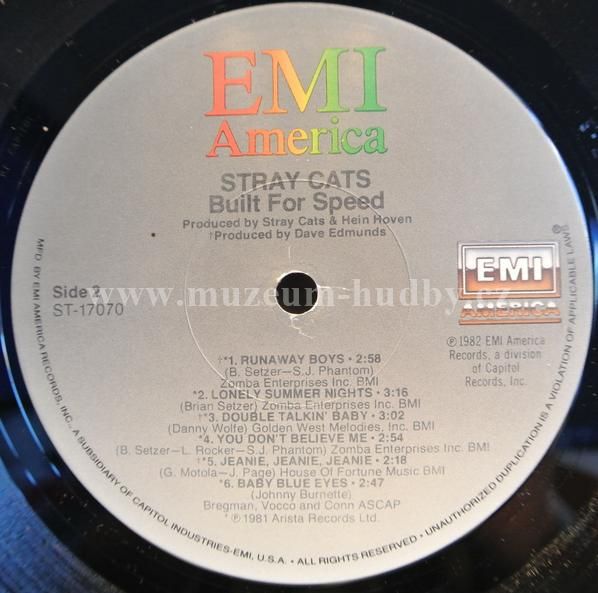 EMI
America
STRAY CATS
Built For Speed
Produced by Stray Cats & Hein Hoven
†Produced by Dave Edmunds
Side 2
ST-17070
www.muzeum-hudby.cz
EMI
AMERICA
℗ 1982 EMI America
Records, a division
of Capitol
Records, Inc.
†*1. RUNAWAY BOYS • 2:58
(B. Setzer—S.J. Phantom)
Zomba Enterprises Inc. BMI
*2. LONELY SUMMER NIGHTS • 3:16
(Brian Setzer) Zomba Enterprises Inc. BMI
†*3. DOUBLE TALKIN' BABY • 3:02
(Danny Wolfe) Golden West Melodies, Inc. BMI
*4. YOU DON'T BELIEVE ME • 2:54
(B. Setzer—L. Rocker—S.J. Phantom) Zomba Enterprises Inc. BMI
†*5. JEANIE, JEANIE, JEANIE • 2:18
(G. Motola—J. Page) House Of Fortune Music BMI
*6. BABY BLUE EYES • 2:47
(Johnny Burnette)
Bregman, Vocco and Conn ASCAP
*℗1981 Arista Records Ltd.
MFD. BY EMI AMERICA RECORDS, INC. A SUBSIDIARY OF CAPITOL INDUSTRIES-EMI, U.S.A. • ALL RIGHTS RESERVED. • UNAUTHORIZED DUPLICATION IS A VIOLATION OF APPLICABLE LAWS